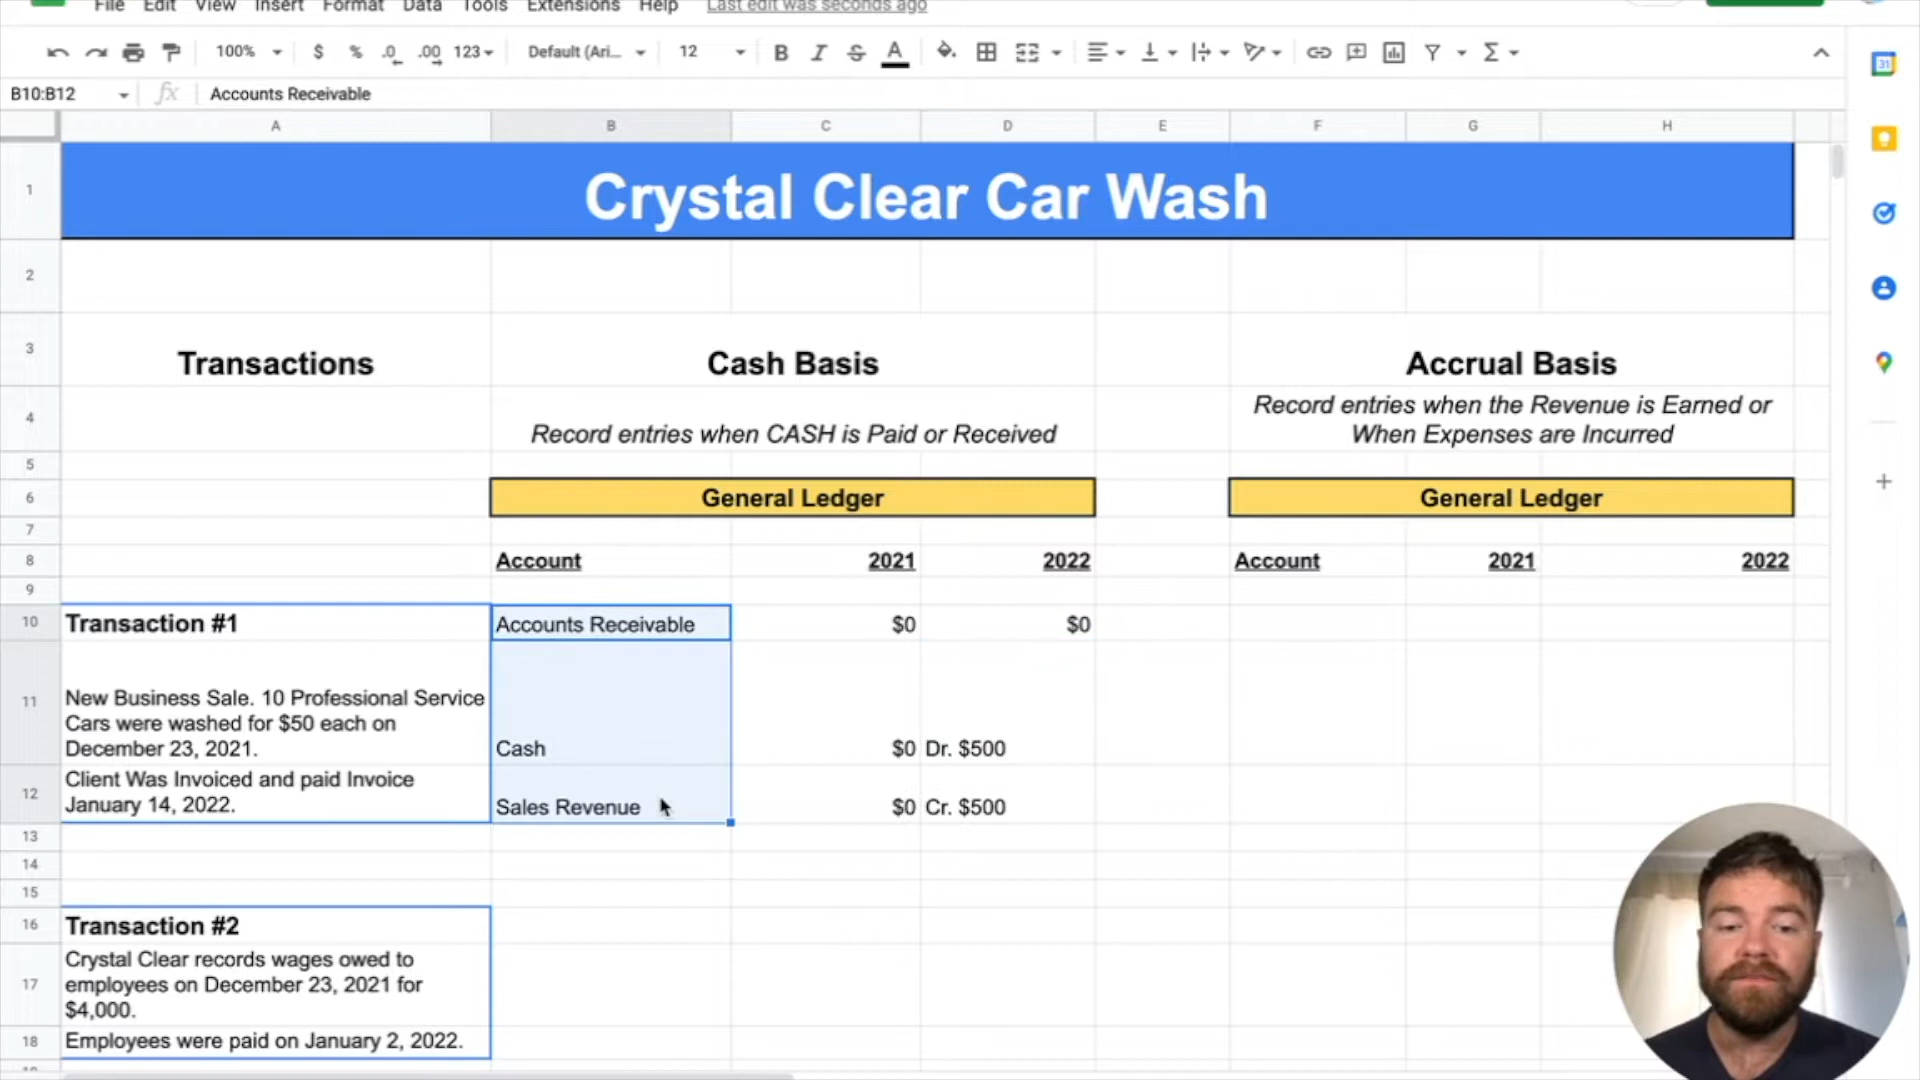 File Edit View Insert Format Data Tools Extensions Help Last edit was seconds ago
100% $ % .0 .00 123 Default (Ari... 12 B I S A
31
B10:B12 fx Accounts Receivable
A B C D E F G H
1 Crystal Clear Car Wash
2
3 Transactions Cash Basis Accrual Basis
Record entries when the Revenue is Earned or
4 Record entries when CASH is Paid or Received When Expenses are Incurred
5
6 General Ledger General Ledger
7
8 Account 2021 2022 Account 2021 2022
9
10 Transaction #1 Accounts Receivable $0 $0
11 New Business Sale. 10 Professional Service
Cars were washed for $50 each on
December 23, 2021. Cash $0 Dr. $500
Client Was Invoiced and paid Invoice
12 January 14, 2022. Sales Revenue $0 Cr. $500
13
14
15
16 Transaction #2
Crystal Clear records wages owed to
17 employees on December 23, 2021 for
$4,000.
18 Employees were paid on January 2, 2022.